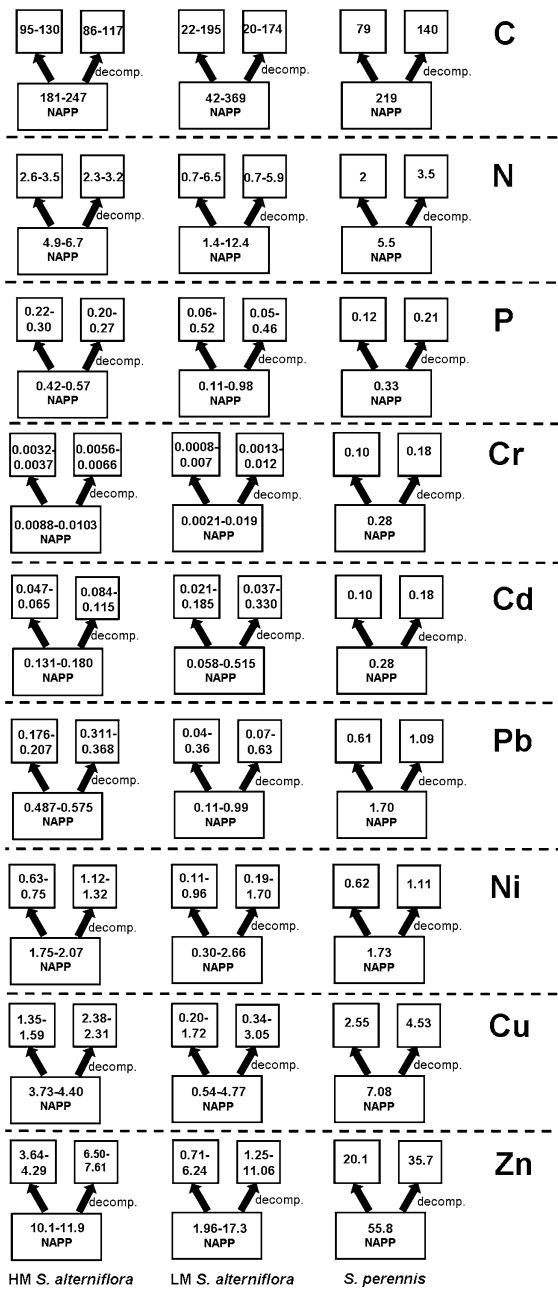 95-130 86-117 22-195 20-174 79 140 C
decomp. decomp. decomp.
181-247 42-369 219
NAPP NAPP NAPP
2.6-3.5 2.3-3.2 0.7-6.5 0.7-5.9 2 3.5 N
decomp. decomp. decomp.
4.9-6.7 1.4-12.4 5.5
NAPP NAPP NAPP
0.22- 0.20- 0.06- 0.05- 0.12 0.21 P
0.30 0.27 0.52 0.46
decomp. decomp. decomp.
0.42-0.57 0.11-0.98 0.33
NAPP NAPP NAPP
0.0032- 0.0056- 0.0008- 0.0013- 0.10 0.18 Cr
0.0037 0.0066 0.007 0.012
decomp. decomp. decomp.
0.0088-0.0103 0.0021-0.019 0.28
NAPP NAPP NAPP
0.047- 0.084- 0.021- 0.037- 0.10 0.18 Cd
0.065 0.115 0.185 0.330
decomp. decomp. decomp.
0.131-0.180 0.058-0.515 0.28
NAPP NAPP NAPP
0.176- 0.311- 0.04- 0.07- 0.61 1.09 Pb
0.207 0.368 0.36 0.63
decomp. decomp. decomp.
0.487-0.575 0.11-0.99 1.70
NAPP NAPP NAPP
0.63- 1.12- 0.11- 0.19- 0.62 1.11 Ni
0.75 1.32 0.96 1.70
decomp. decomp. decomp.
1.75-2.07 0.30-2.66 1.73
NAPP NAPP NAPP
1.35- 2.38- 0.20- 0.34- 2.55 4.53 Cu
1.59 2.31 1.72 3.05
decomp. decomp. decomp.
3.73-4.40 0.54-4.77 7.08
NAPP NAPP NAPP
3.64- 6.50- 0.71- 1.25- 20.1 35.7 Zn
4.29 7.61 6.24 11.06
decomp. decomp. decomp.
10.1-11.9 1.96-17.3 55.8
NAPP NAPP NAPP
HM S. alterniflora LM S. alterniflora S. perennis